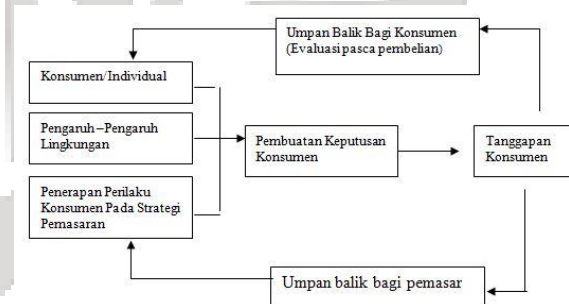 Umpan Balik Bagi Konsumen
(Evaluasi pasca pembelian)
Konsumen/Individual
Pengaruh–Pengaruh
Lingkungan
Pembuatan Keputusan
Konsumen
Tanggapan
Konsumen
Penerapan Perilaku
Konsumen Pada Strategi
Pemasaran
Umpan balik bagi pemasar